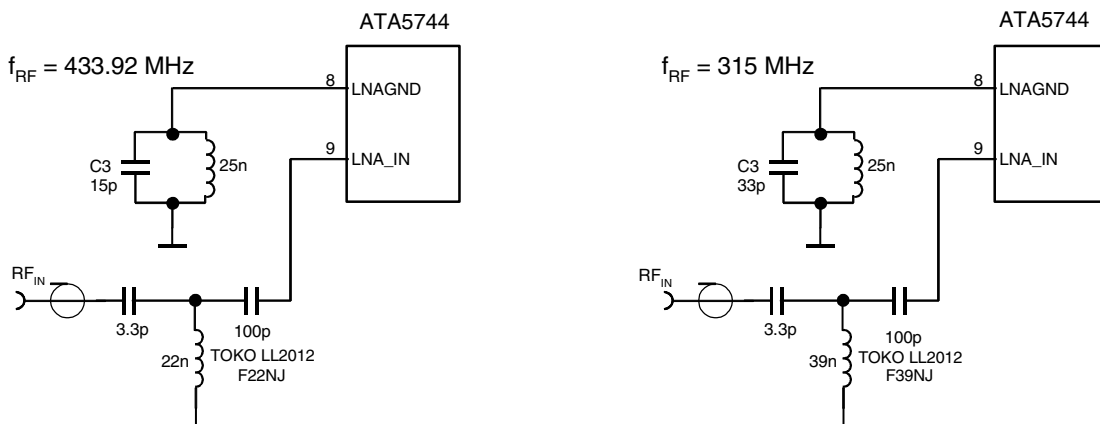 ATA5744
f_RF = 433.92 MHz
8
LNAGND
C3
15p
25n
9
LNA_IN
RF_IN
3.3p
100p
22n
TOKO LL2012
F22NJ
ATA5744
f_RF = 315 MHz
8
LNAGND
C3
33p
25n
9
LNA_IN
RF_IN
3.3p
100p
39n
TOKO LL2012
F39NJ